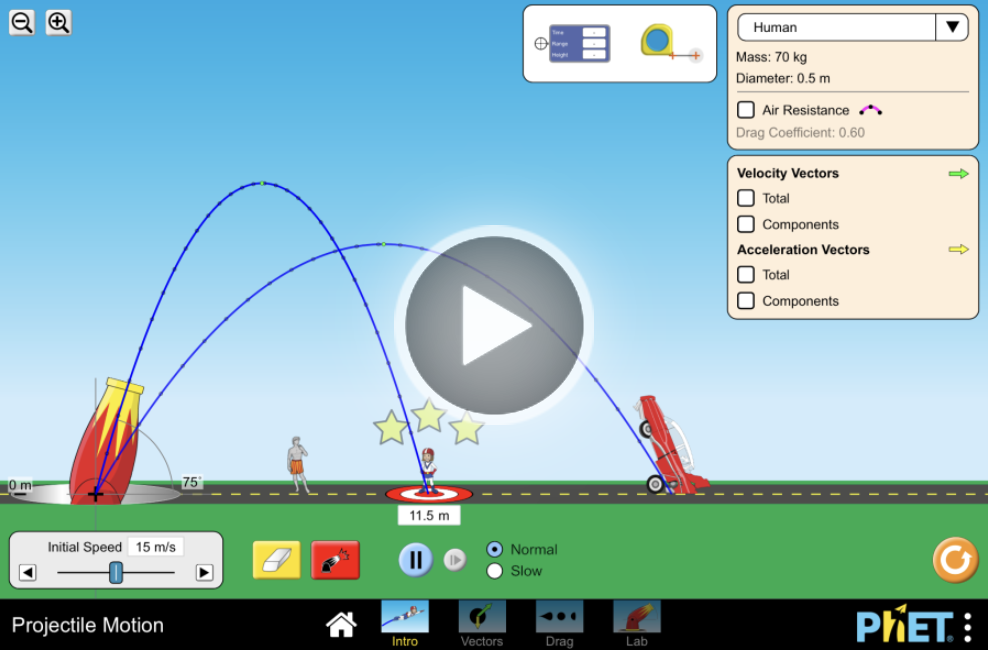 Time -
Range -
Height -
Human
Mass: 70 kg
Diameter: 0.5 m
Air Resistance
Drag Coefficient: 0.60
Velocity Vectors
Total
Components
Acceleration Vectors
Total
Components
0 m
75°
11.5 m
Initial Speed 15 m/s
Normal
Slow
Projectile Motion
Intro
Vectors
Drag
Lab
PhET